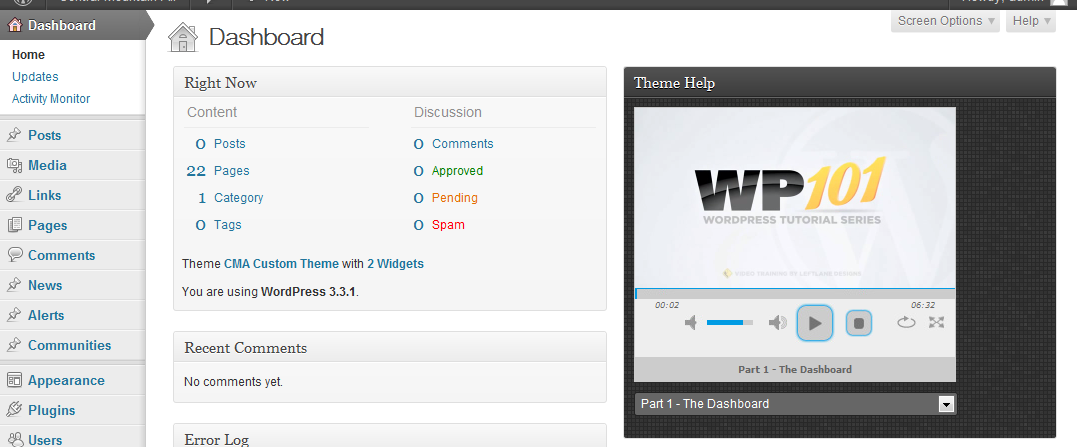 Dashboard
Home
Updates
Activity Monitor
Posts
Media
Links
Pages
Comments
News
Alerts
Communities
Appearance
Plugins
Users
Dashboard
Screen Options
Help
Right Now
Content
Discussion
0 Posts
0 Comments
22 Pages
0 Approved
1 Category
0 Pending
0 Tags
0 Spam
Theme CMA Custom Theme with 2 Widgets
You are using WordPress 3.3.1.
Recent Comments
No comments yet.
Error Log
Theme Help
WP101
WORDPRESS TUTORIAL SERIES
00:02
06:32
Part 1 - The Dashboard
Part 1 - The Dashboard